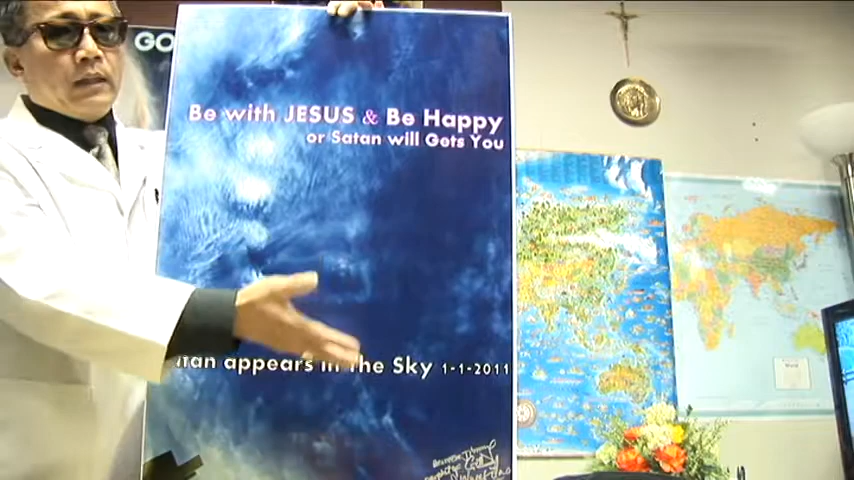 GO
Be with JESUS & Be Happy
or Satan will Gets You
tan appears in The Sky 1-1-2011